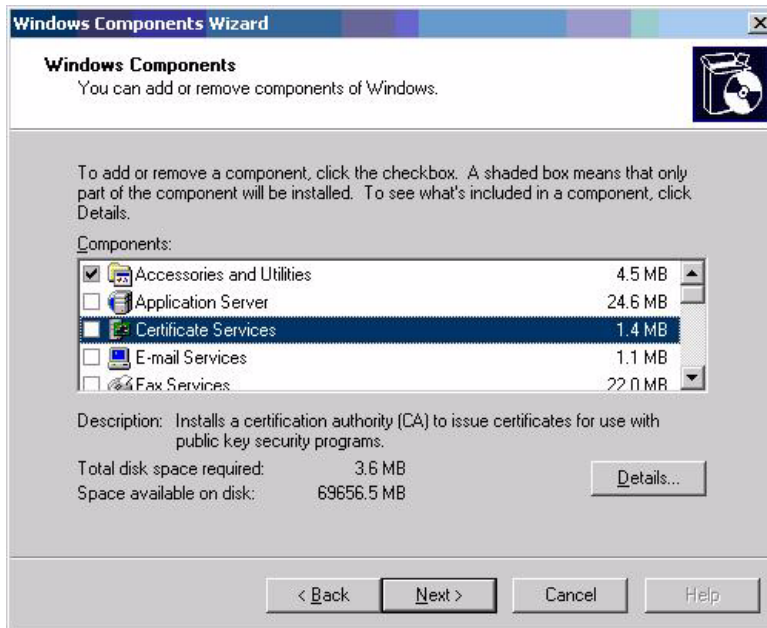 Windows Components Wizard
Windows Components
You can add or remove components of Windows.
To add or remove a component, click the checkbox. A shaded box means that only
part of the component will be installed. To see what's included in a component, click
Details.
Components:
Accessories and Utilities 4.5 MB
Application Server 24.6 MB
Certificate Services 1.4 MB
E-mail Services 1.1 MB
Fax Services 22.0 MB
Description: Installs a certification authority (CA) to issue certificates for use with
public key security programs.
Total disk space required: 3.6 MB
Space available on disk: 69656.5 MB
Details...
< Back Next > Cancel Help